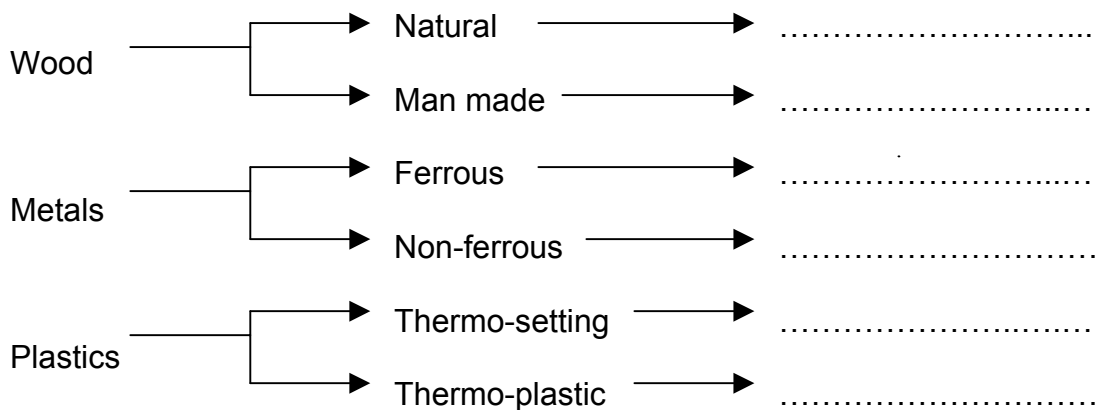 Natural ………………………...
Wood
Man made ……………………...…
Ferrous ……………………...…
Metals
Non-ferrous ………………………….
Thermo-setting ………………….…….
Plastics
Thermo-plastic ………………………….